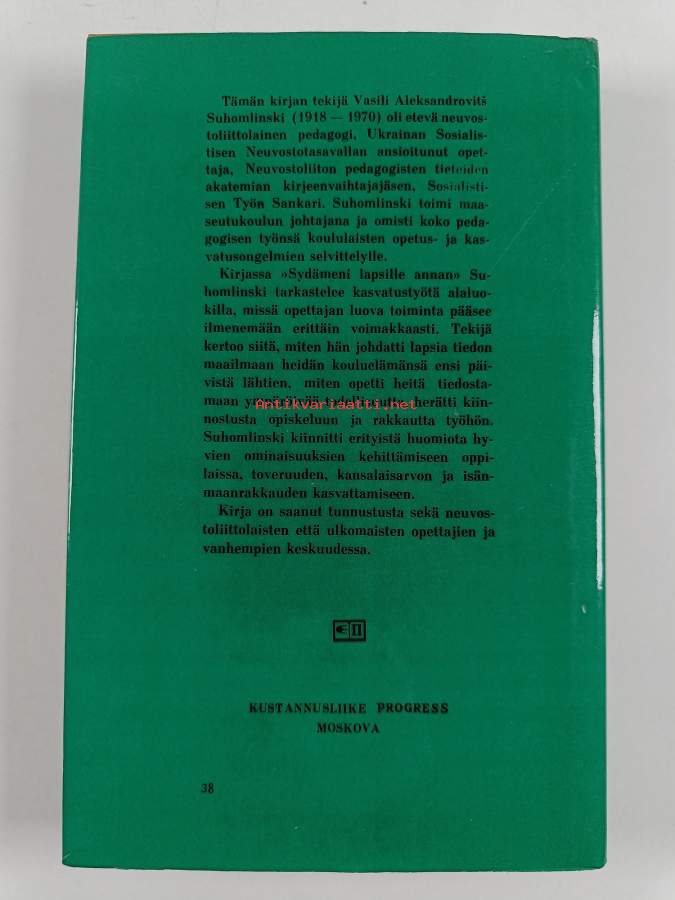 Tämän kirjan tekijä Vasili Aleksandrovitš
Suhomlinski (1918 — 1970) oli etevä neuvos-
toliittolainen pedagogi, Ukrainan Sosialis-
tisen Neuvostotasavallan ansioitunut opet-
taja, Neuvostoliiton pedagogisten tieteiden
akatemian kirjeenvaihtajajäsen, Sosialisti-
sen Työn Sankari. Suhomlinski toimi maa-
seutukoulun johtajana ja omisti koko peda-
gogisen työnsä koululaisten opetus- ja kas-
vatusongelmien selvittelylle.
Kirjassa »Sydämeni lapsille annan» Su-
homlinski tarkastelee kasvatustyötä alaluo-
killa, missä opettajan luova toiminta pääsee
ilmenemään erittäin voimakkaasti. Tekijä
kertoo siitä, miten hän johdatti lapsia tiedon
maailmaan heidän kouluelämänsä ensi päi-
vistä lähtien, miten opetti heitä tiedosta-
maan herätti kiin-
Antikvariaatti.net
nostusta opiskeluun ja rakkautta työhön.
Suhomlinski kiinnitti erityistä huomiota hy-
vien ominaisuuksien kehittämiseen oppi-
laissa, toveruuden, kansalaisarvon ja isän-
maanrakkauden kasvattamiseen.
Kirja on saanut tunnustusta sekä neuvos-
toliittolaisten että ulkomaisten opettajien ja
vanhempien keskuudessa.
KUSTANNUSLIIKE PROGRESS
MOSKOVA
38